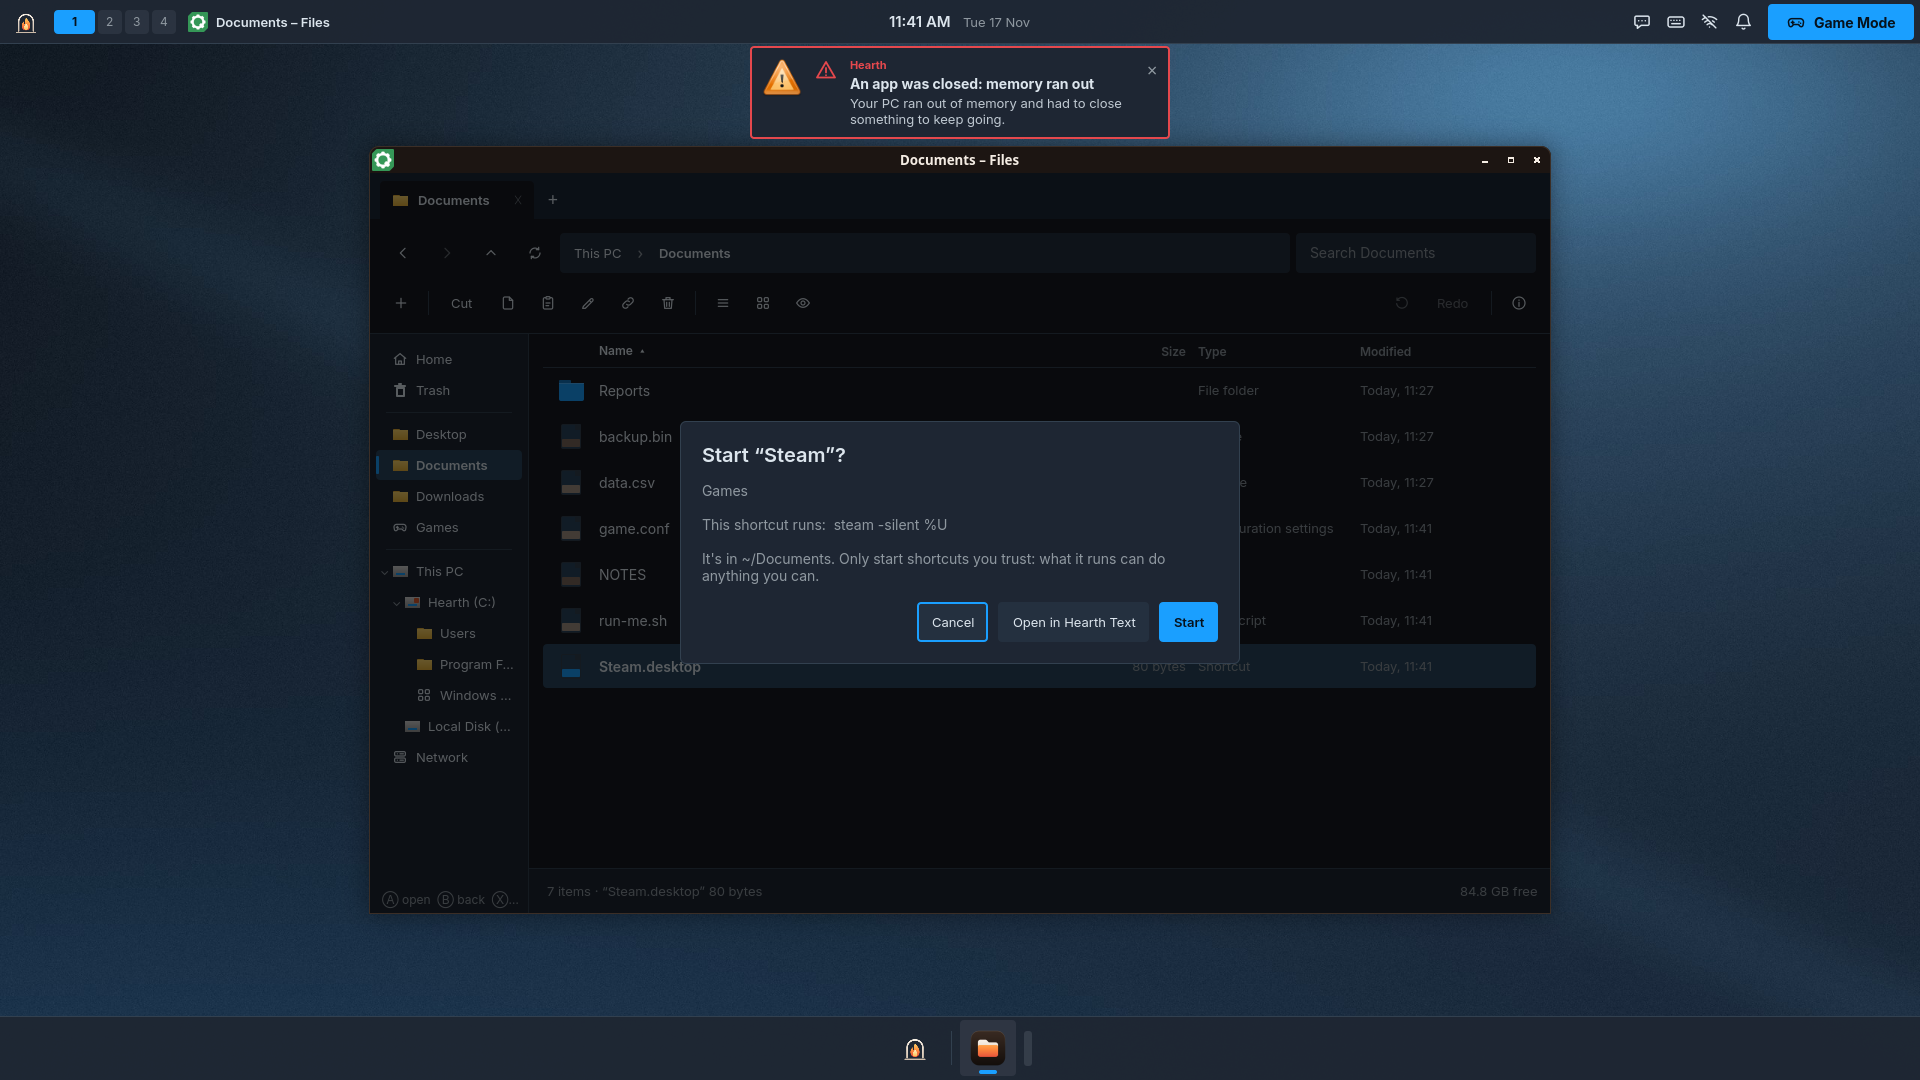 1 2 3 4 Documents – Files
11:41 AM Tue 17 Nov
Game Mode
Hearth
An app was closed: memory ran out
Your PC ran out of memory and had to close
something to keep going.
Documents – Files
Documents X +
This PC › Documents
Search Documents
Cut
Redo
Home
Trash
Desktop
Documents
Downloads
Games
This PC
Hearth (C:)
Users
Program F...
Windows ...
Local Disk (...
Network
Name Size Type Modified
Reports File folder Today, 11:27
backup.bin Today, 11:27
data.csv Today, 11:27
game.conf uration settings Today, 11:41
NOTES Today, 11:41
run-me.sh cript Today, 11:41
Steam.desktop 80 bytes Shortcut Today, 11:41
Start “Steam”?
Games
This shortcut runs: steam -silent %U
It's in ~/Documents. Only start shortcuts you trust: what it runs can do
anything you can.
Cancel Open in Hearth Text Start
A open B back X...
7 items · “Steam.desktop” 80 bytes
84.8 GB free